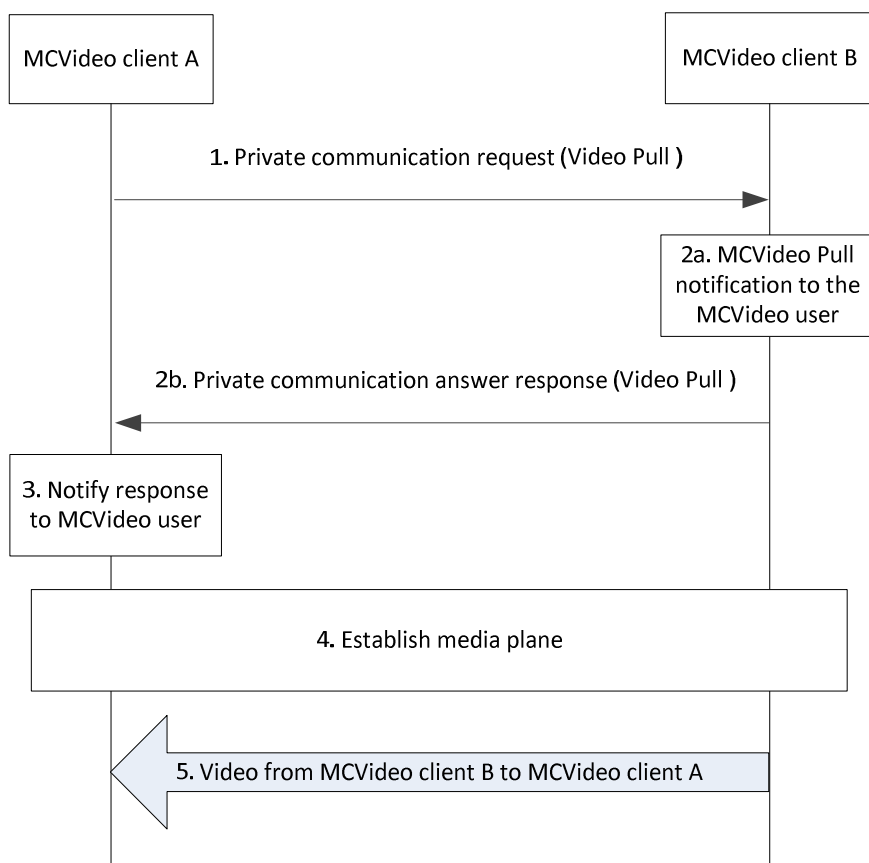 MCVideo client A
MCVideo client B
1. Private communication request (Video Pull )
2a. MCVideo Pull
notification to the
MCVideo user
2b. Private communication answer response (Video Pull )
3. Notify response
to MCVideo user
4. Establish media plane
5. Video from MCVideo client B to MCVideo client A